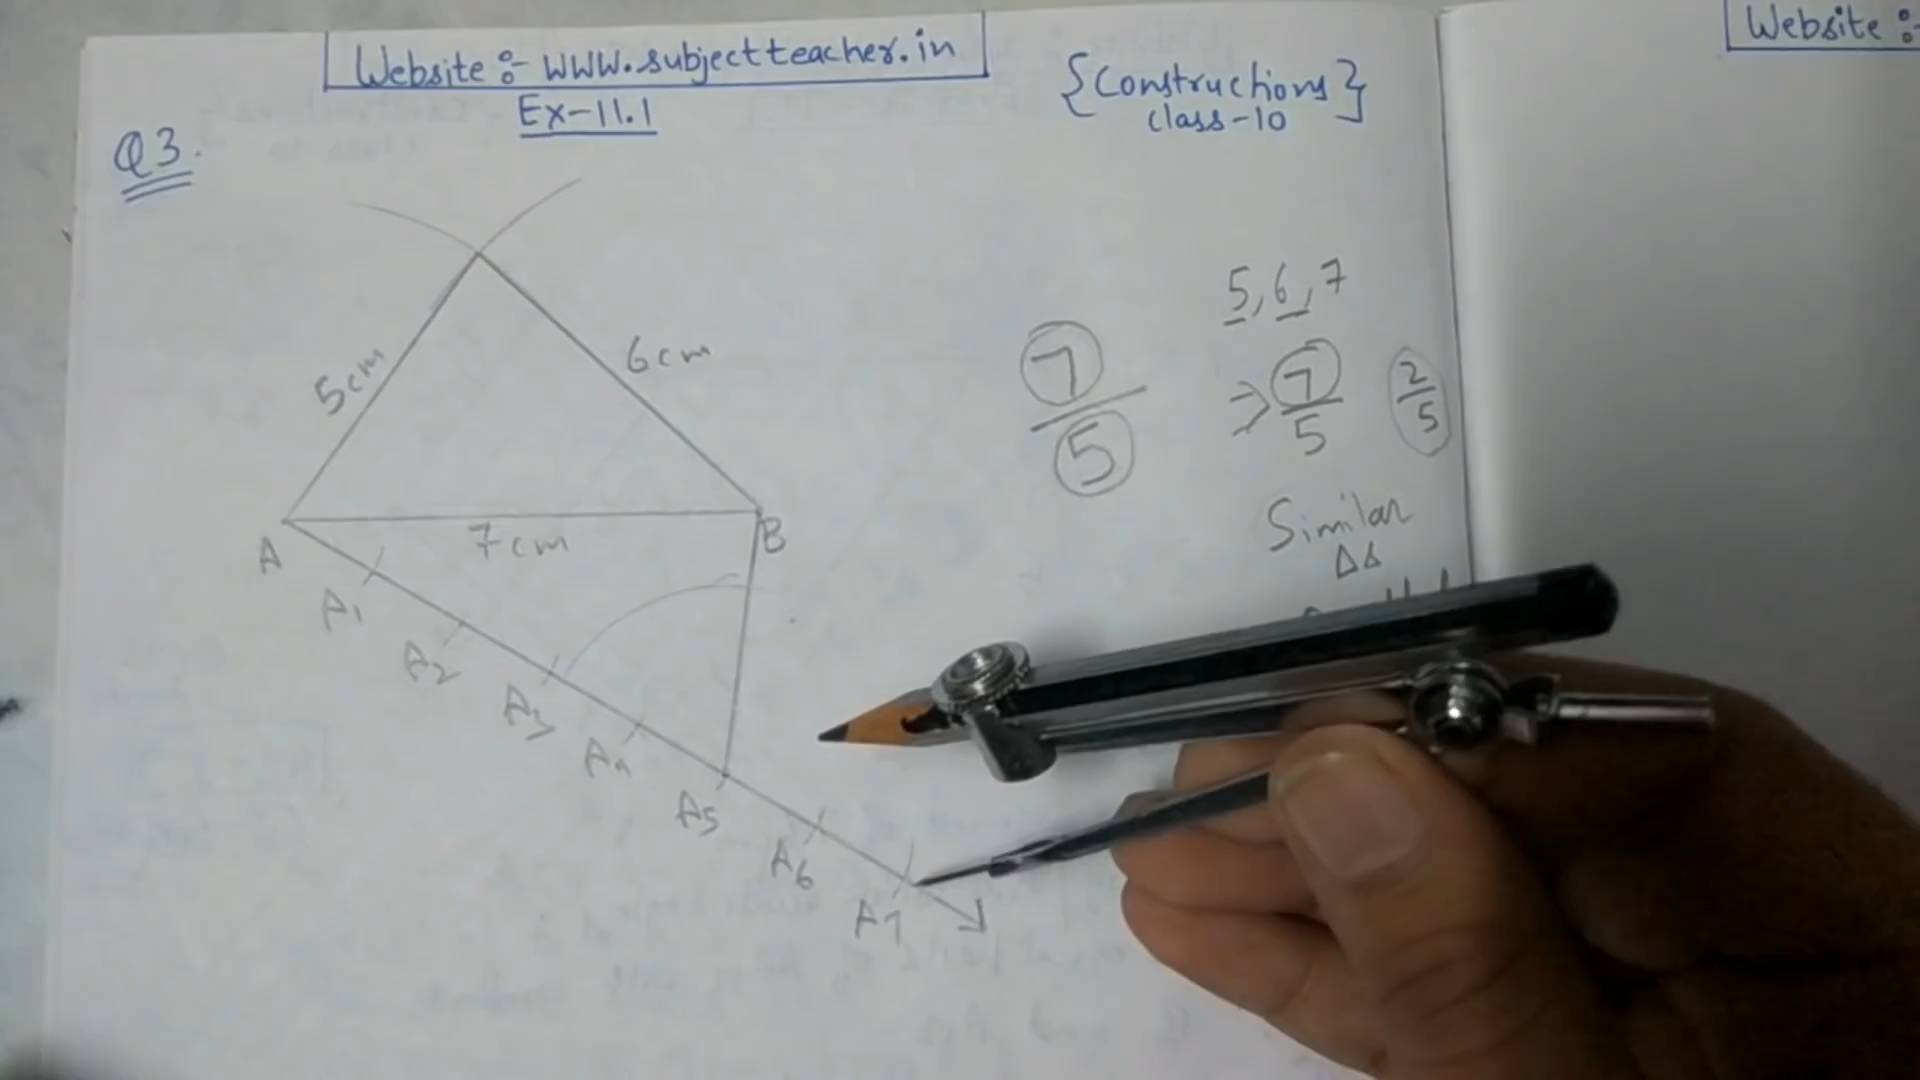 Website :- www.subjectteacher.in
Website :-
Ex-11.1
{Constructions}
class-10
Q3.
5,6,7
5cm
6cm
7
5
⇒ 7/5
2/5
A
7cm
B
Similar
ΔΔ
A1
A2
A3
A4
A5
A6
A7